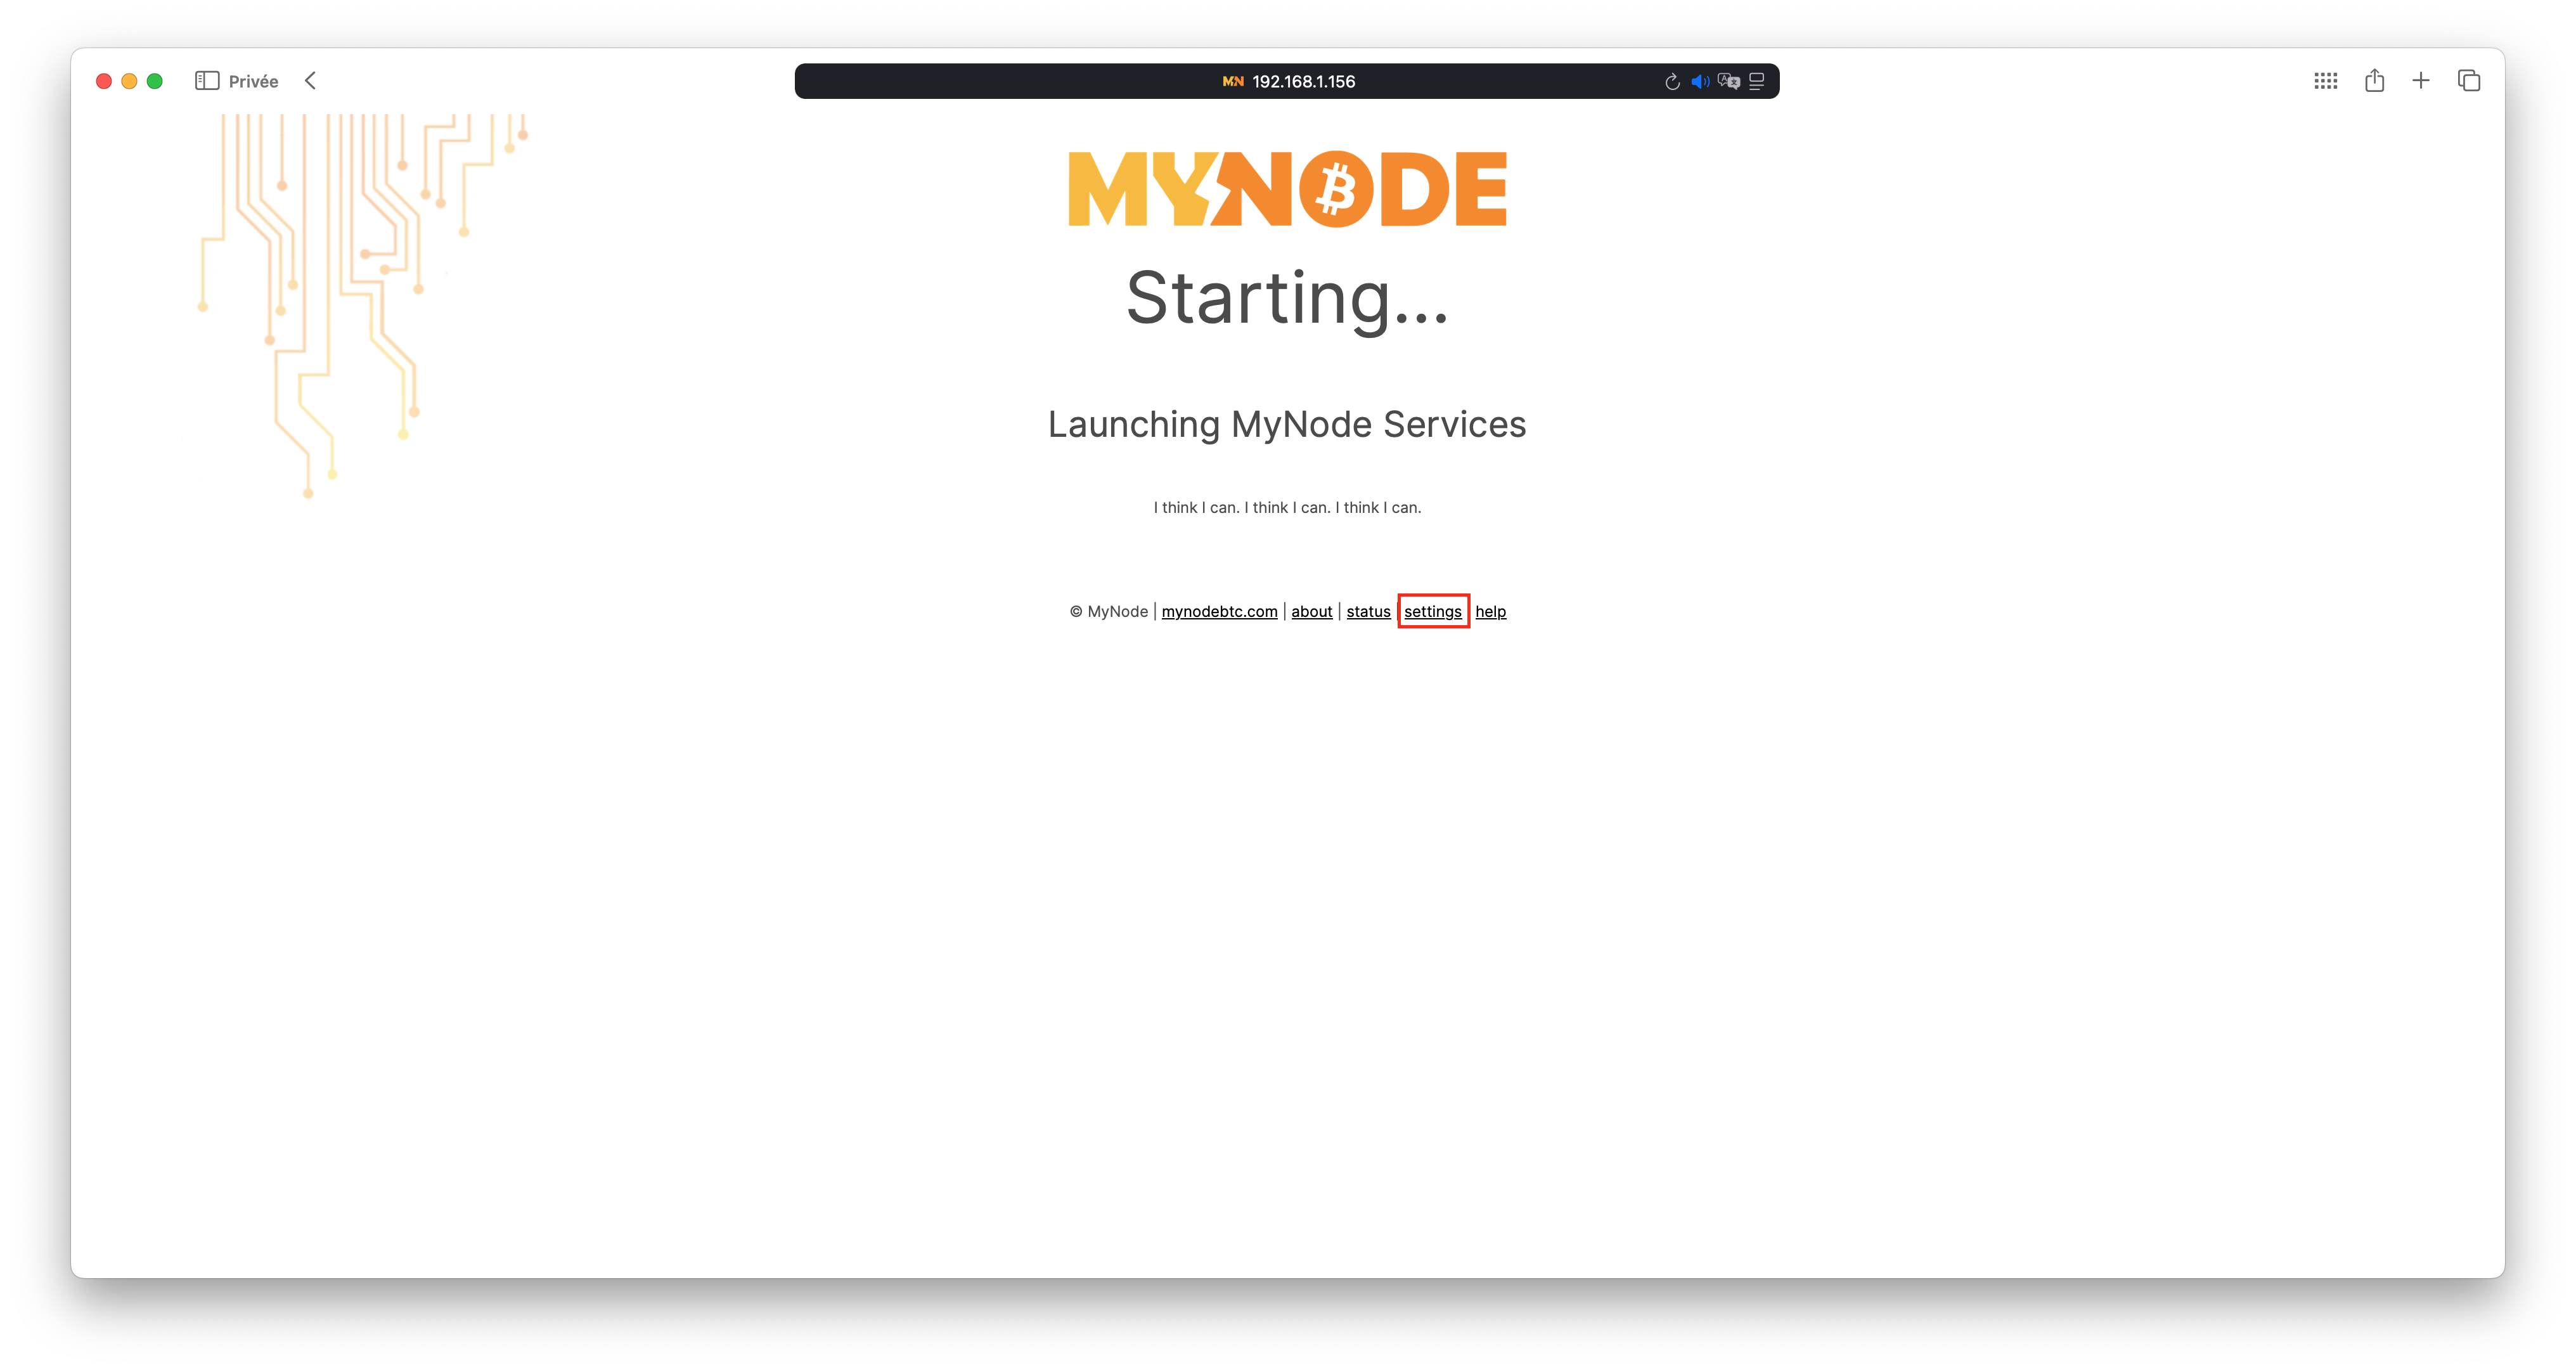 Privée
MN 192.168.1.156
MYNODE
Starting...
Launching MyNode Services
I think I can. I think I can. I think I can.
© MyNode | mynodebtc.com | about | status | settings help